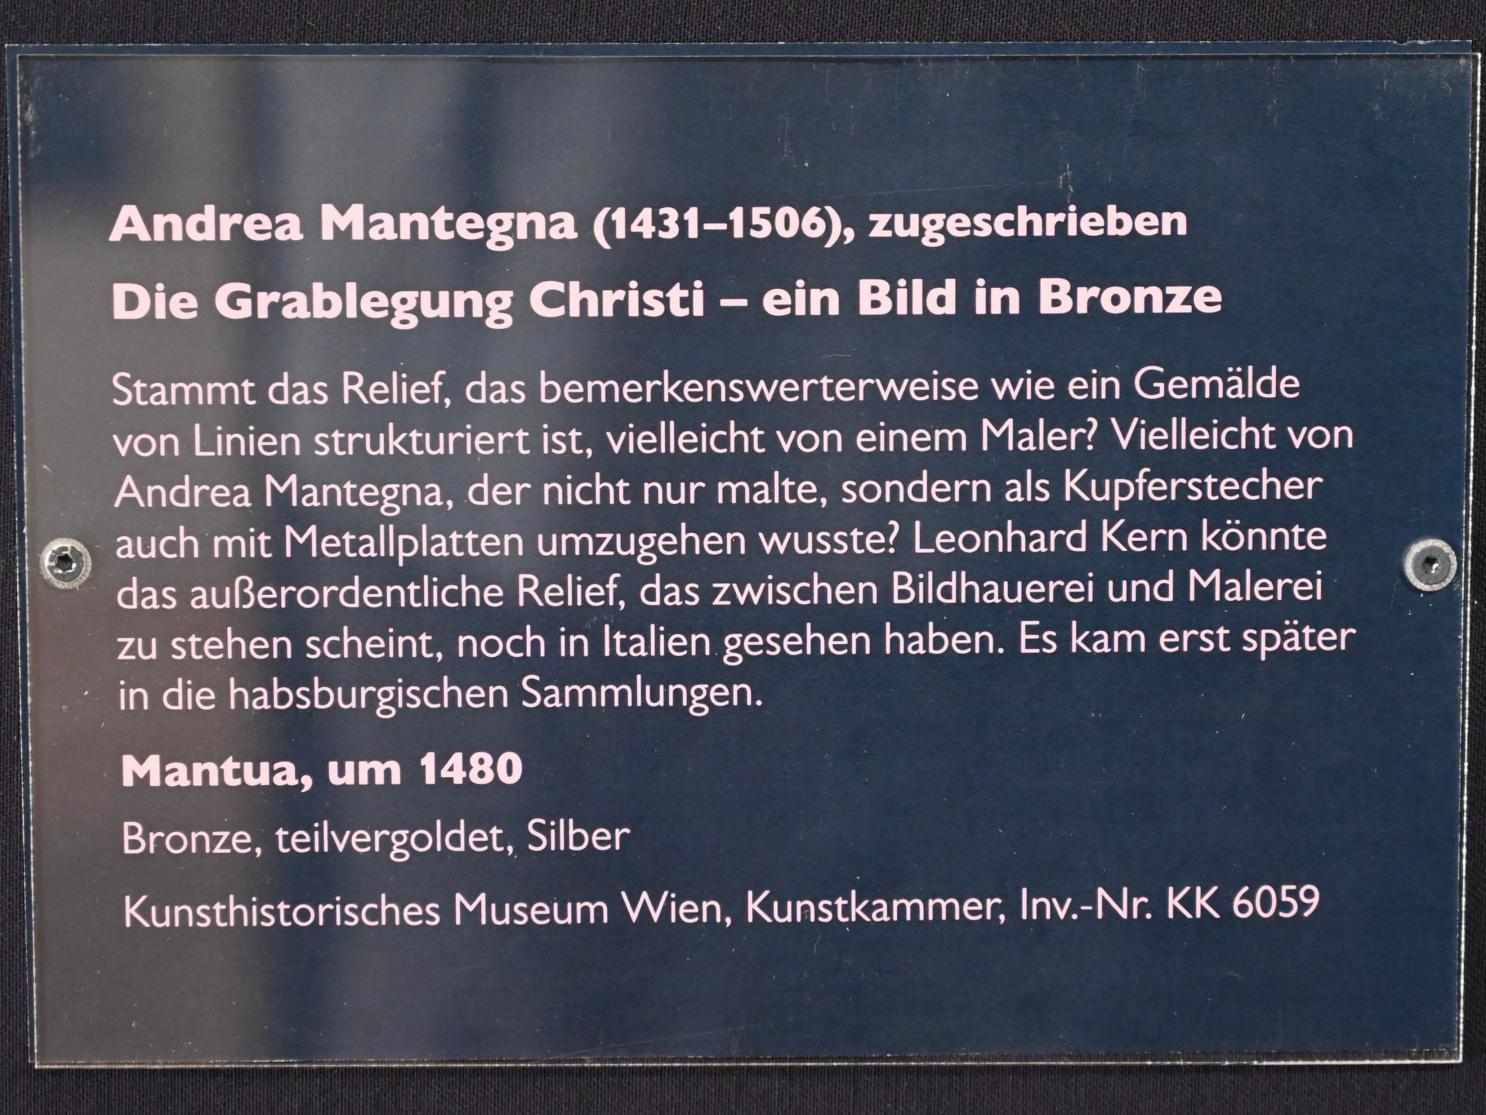 Andrea Mantegna (1431–1506), zugeschrieben
Die Grablegung Christi – ein Bild in Bronze
Stammt das Relief, das bemerkenswerterweise wie ein Gemälde
von Linien strukturiert ist, vielleicht von einem Maler? Vielleicht von
Andrea Mantegna, der nicht nur malte, sondern als Kupferstecher
auch mit Metallplatten umzugehen wusste? Leonhard Kern könnte
das außerordentliche Relief, das zwischen Bildhauerei und Malerei
zu stehen scheint, noch in Italien gesehen haben. Es kam erst später
in die habsburgischen Sammlungen.
Mantua, um 1480
Bronze, teilvergoldet, Silber
Kunsthistorisches Museum Wien, Kunstkammer, Inv.-Nr. KK 6059